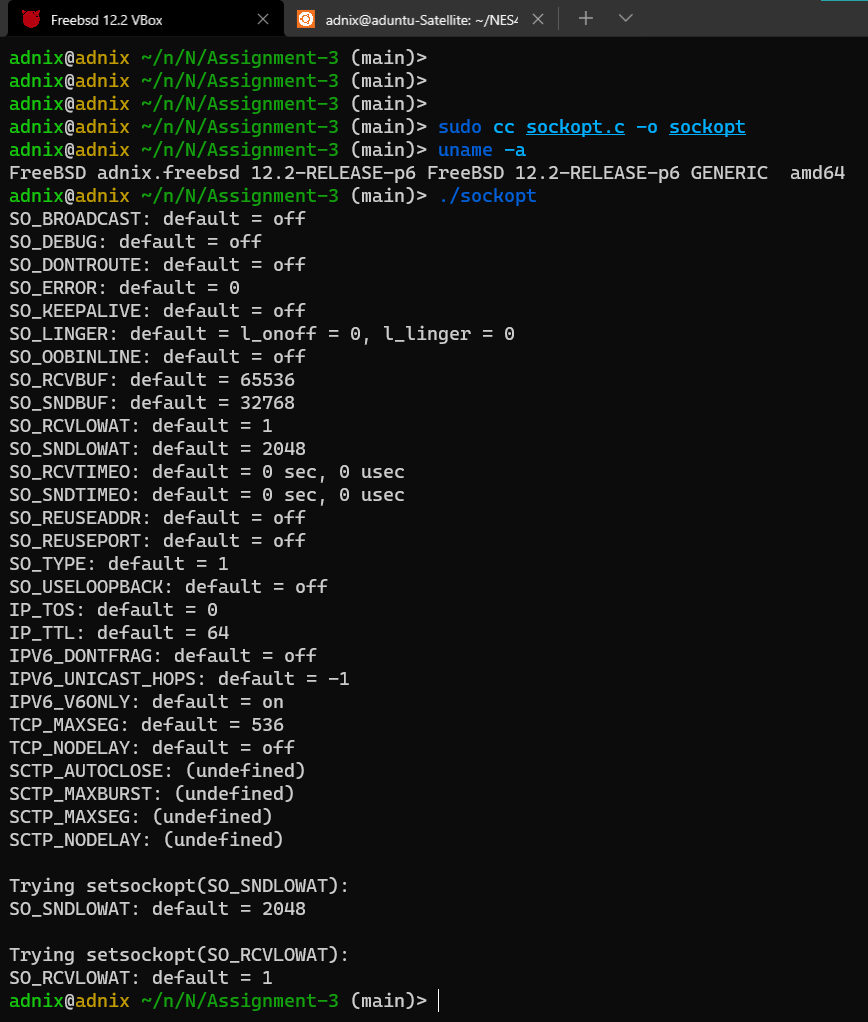 Freebsd 12.2 VBox
adnix@aduntu-Satellite: ~/NES4
adnix@adnix ~/n/N/Assignment-3 (main)>
adnix@adnix ~/n/N/Assignment-3 (main)>
adnix@adnix ~/n/N/Assignment-3 (main)>
adnix@adnix ~/n/N/Assignment-3 (main)> sudo cc sockopt.c -o sockopt
adnix@adnix ~/n/N/Assignment-3 (main)> uname -a
FreeBSD adnix.freebsd 12.2-RELEASE-p6 FreeBSD 12.2-RELEASE-p6 GENERIC  amd64
adnix@adnix ~/n/N/Assignment-3 (main)> ./sockopt
SO_BROADCAST: default = off
SO_DEBUG: default = off
SO_DONTROUTE: default = off
SO_ERROR: default = 0
SO_KEEPALIVE: default = off
SO_LINGER: default = l_onoff = 0, l_linger = 0
SO_OOBINLINE: default = off
SO_RCVBUF: default = 65536
SO_SNDBUF: default = 32768
SO_RCVLOWAT: default = 1
SO_SNDLOWAT: default = 2048
SO_RCVTIMEO: default = 0 sec, 0 usec
SO_SNDTIMEO: default = 0 sec, 0 usec
SO_REUSEADDR: default = off
SO_REUSEPORT: default = off
SO_TYPE: default = 1
SO_USELOOPBACK: default = off
IP_TOS: default = 0
IP_TTL: default = 64
IPV6_DONTFRAG: default = off
IPV6_UNICAST_HOPS: default = -1
IPV6_V6ONLY: default = on
TCP_MAXSEG: default = 536
TCP_NODELAY: default = off
SCTP_AUTOCLOSE: (undefined)
SCTP_MAXBURST: (undefined)
SCTP_MAXSEG: (undefined)
SCTP_NODELAY: (undefined)

Trying setsockopt(SO_SNDLOWAT):
SO_SNDLOWAT: default = 2048

Trying setsockopt(SO_RCVLOWAT):
SO_RCVLOWAT: default = 1
adnix@adnix ~/n/N/Assignment-3 (main)>